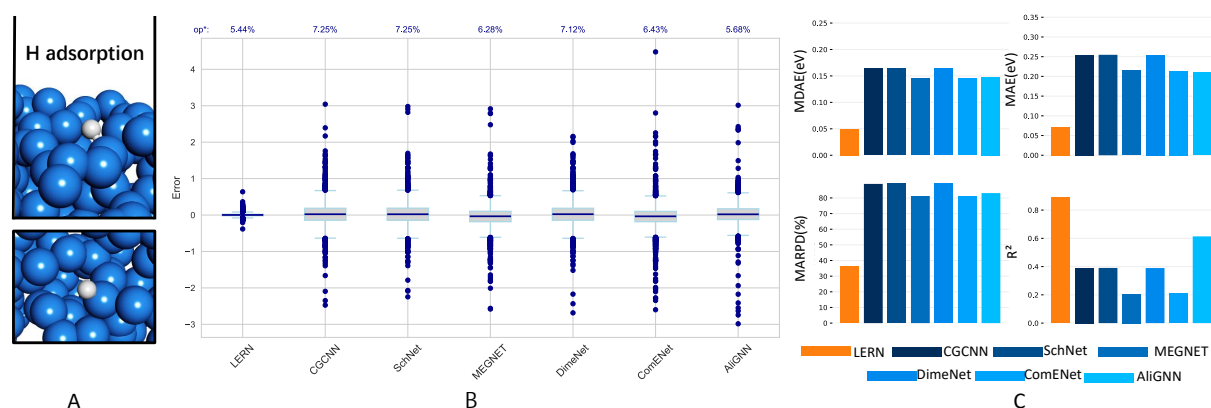 H adsorption
A
op*: 5.44% 7.25% 7.25% 6.28% 7.12% 6.43% 5.68%
Error
4
3
2
1
0
−1
−2
−3
LERN CGCNN SchNet MEGNET DimeNet ComENet AliGNN
B
MDAE(eV)
0.25
0.20
0.15
0.10
0.05
0.00
MAE(eV)
0.35
0.30
0.25
0.20
0.15
0.10
0.05
0.00
MARPD(%)
80
70
60
50
40
30
20
10
0
R²
0.8
0.6
0.4
0.2
0.0
LERN CGCNN SchNet MEGNET
DimeNet ComENet AliGNN
C